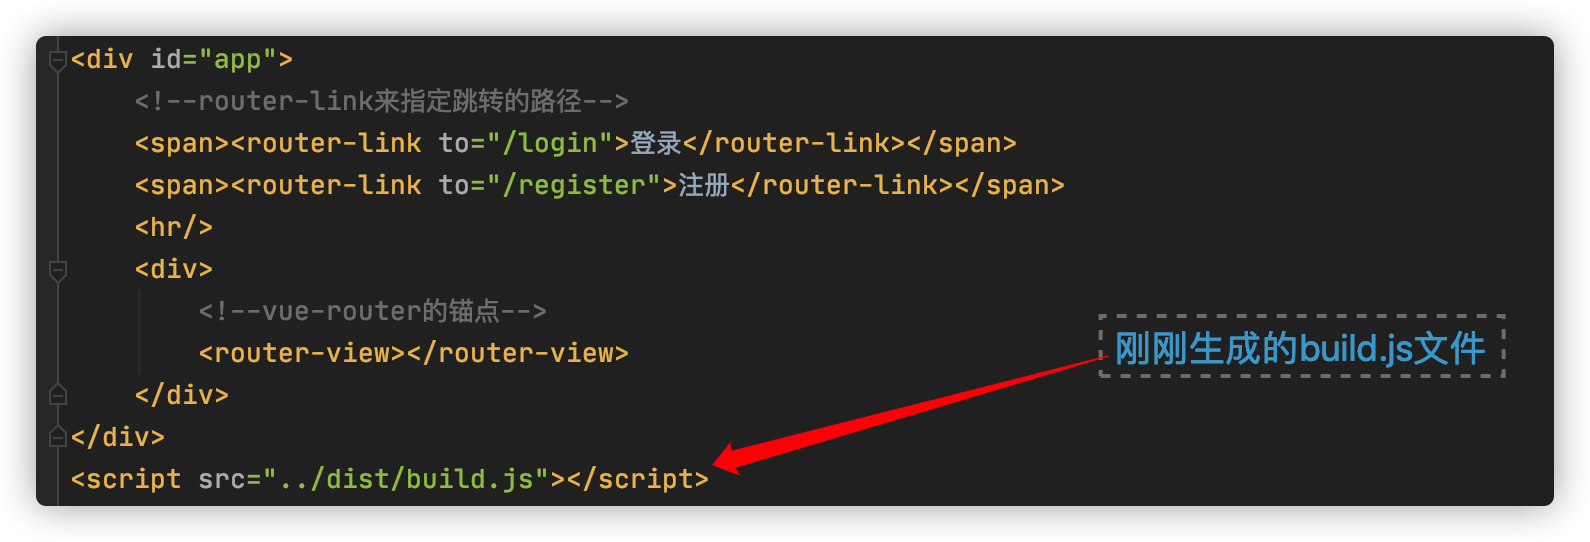 <div id="app">
    <!--router-link来指定跳转的路径-->
    <span><router-link to="/login">登录</router-link></span>
    <span><router-link to="/register">注册</router-link></span>
    <hr/>
    <div>
        <!--vue-router的锚点-->
        <router-view></router-view>
    </div>
</div>
<script src="../dist/build.js"></script>
刚刚生成的build.js文件